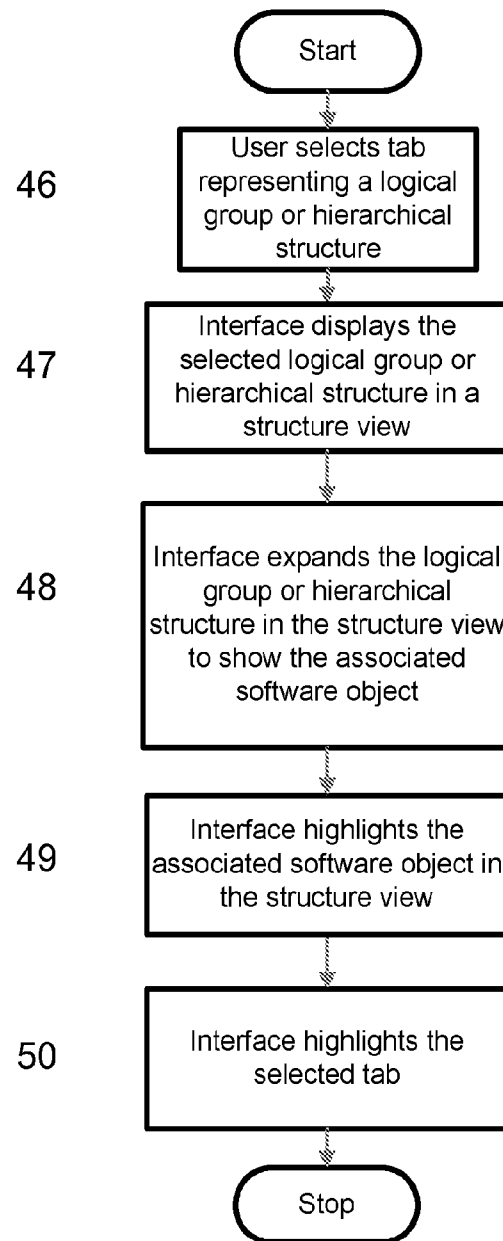 Start
46
User selects tab
representing a logical
group or hierarchical
structure
47
Interface displays the
selected logical group or
hierarchical structure in a
structure view
48
Interface expands the logical
group or hierarchical
structure in the structure view
to show the associated
software object
49
Interface highlights the
associated software object in
the structure view
50
Interface highlights the
selected tab
Stop